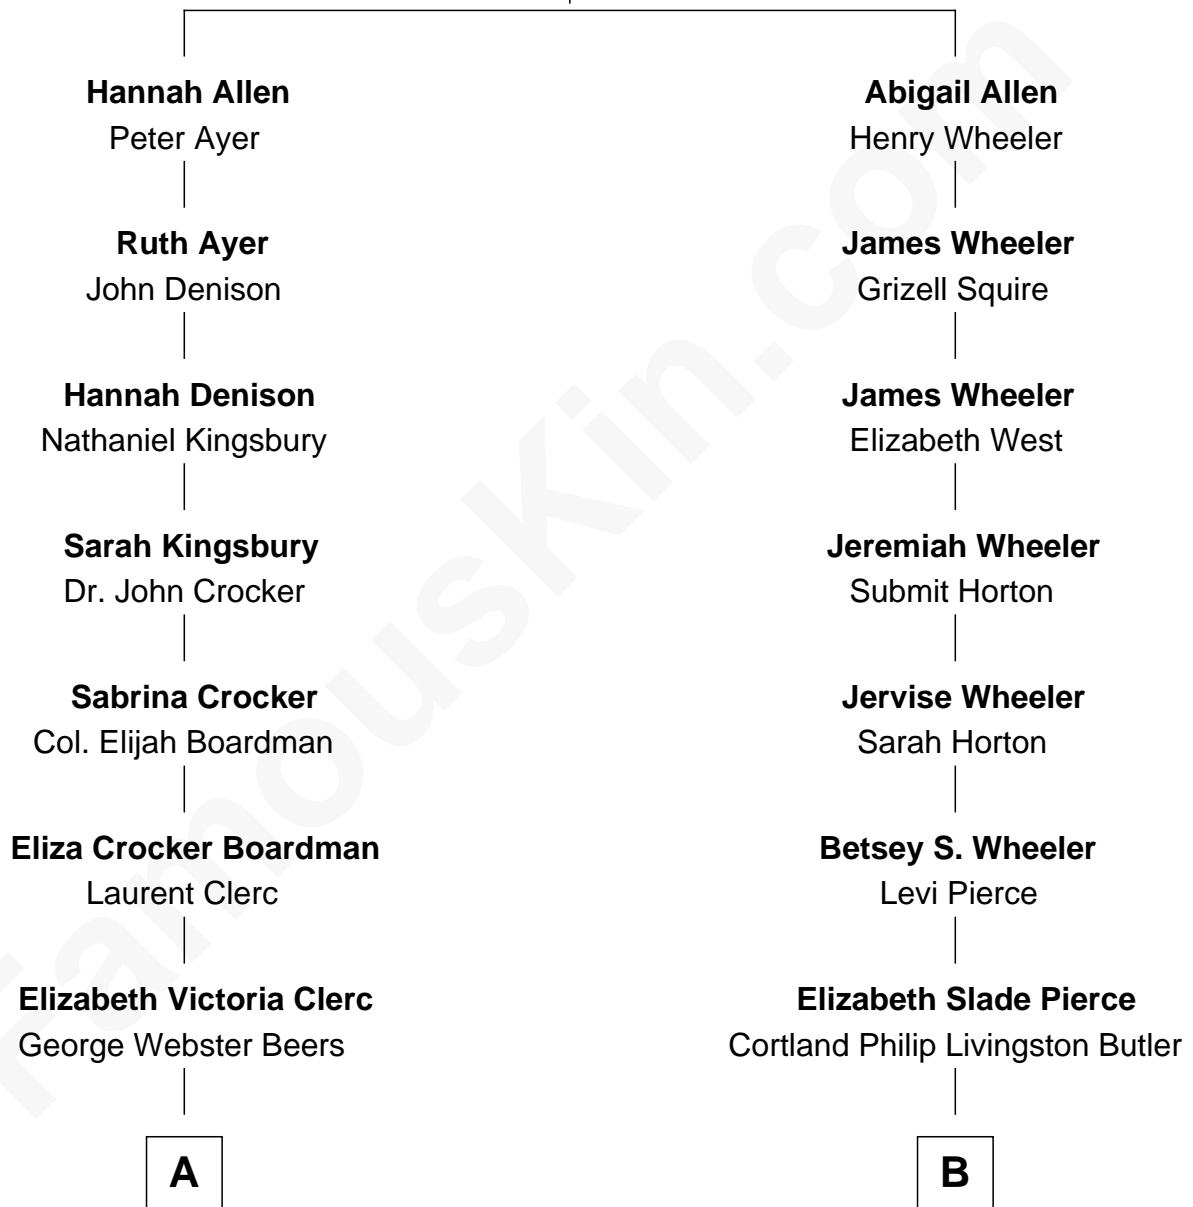 Hannah Allen
Peter Ayer
Ruth Ayer
John Denison
Hannah Denison
Nathaniel Kingsbury
Sarah Kingsbury
Dr. John Crocker
Sabrina Crocker
Col. Elijah Boardman
Eliza Crocker Boardman
Laurent Clerc
Elizabeth Victoria Clerc
George Webster Beers
A
Abigail Allen
Henry Wheeler
James Wheeler
Grizell Squire
James Wheeler
Elizabeth West
Jeremiah Wheeler
Submit Horton
Jervise Wheeler
Sarah Horton
Betsey S. Wheeler
Levi Pierce
Elizabeth Slade Pierce
Cortland Philip Livingston Butler
B
FamousKin.com